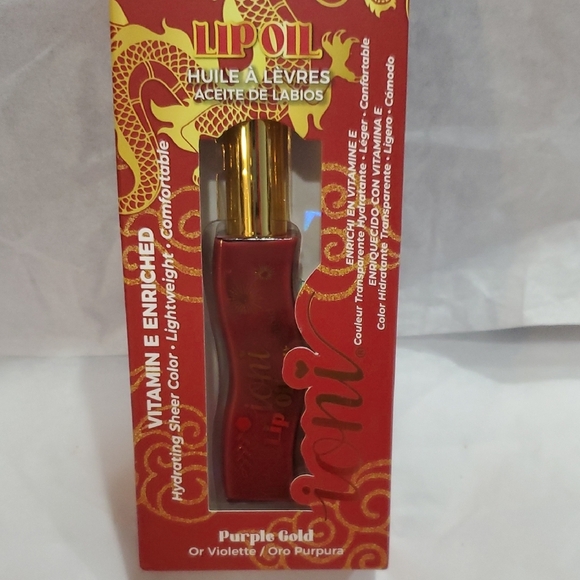 LIP OIL
HUILE À LÈVRES
ACEITE DE LABIOS
VITAMIN E ENRICHED
Hydrating Sheer Color • Lightweight • Comfortable
ENRICHI EN VITAMINE E
Couleur Transparente Hydratante • Léger • Confortable
ENRIQUECIDO CON VITAMINA E
Color Hidratante Transparente • Ligero • Cómodo
ioni
Lip Oil
ioni
Purple Gold
Or Violette / Oro Purpura